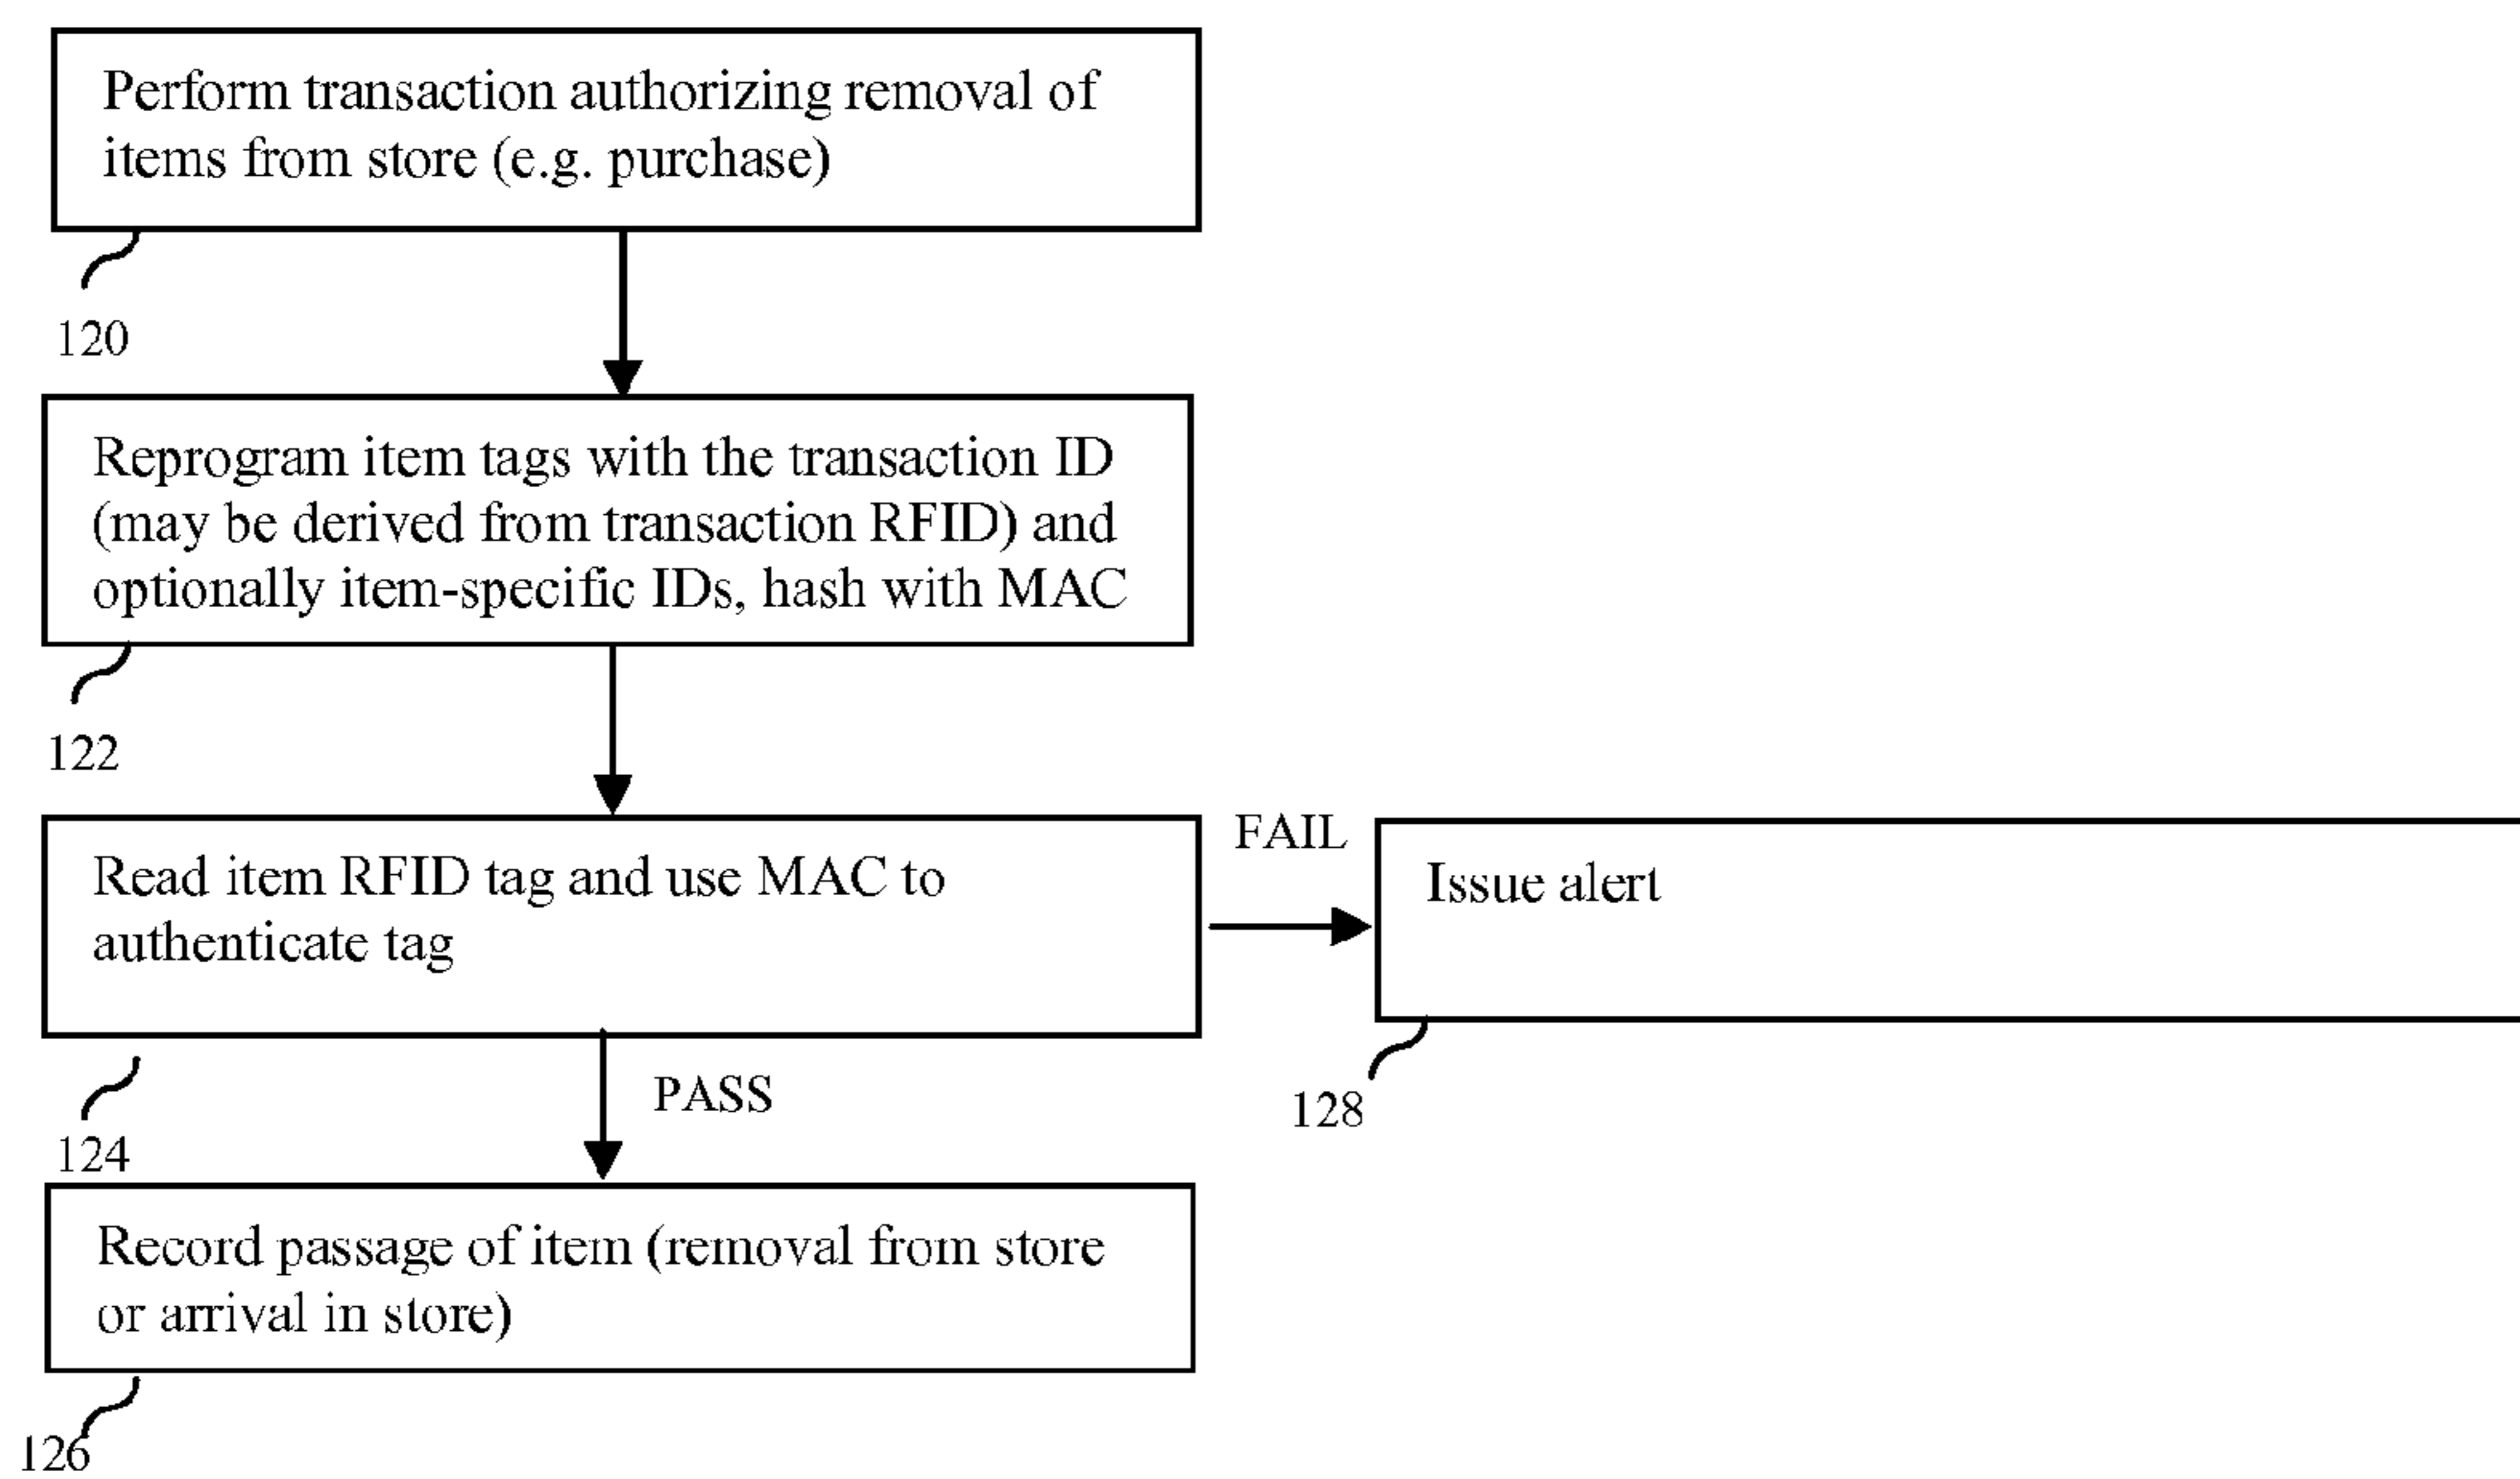 Perform transaction authorizing removal of
items from store (e.g. purchase)
120
Reprogram item tags with the transaction ID
(may be derived from transaction RFID) and
optionally item-specific IDs, hash with MAC
122
Read item RFID tag and use MAC to
authenticate tag
FAIL
Issue alert
124
PASS
128
Record passage of item (removal from store
or arrival in store)
126